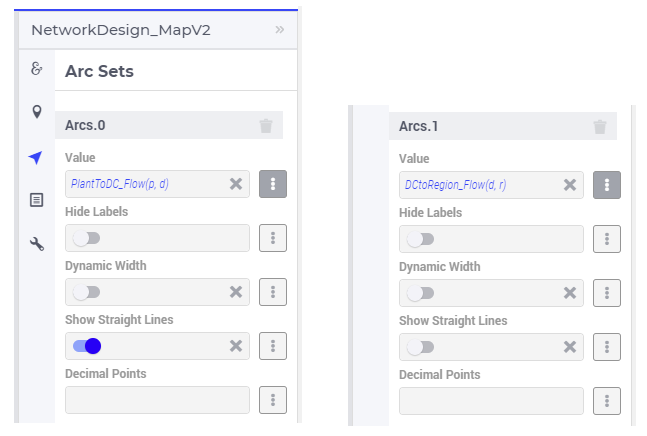 NetworkDesign_MapV2 »
&
Arc Sets
Arcs.0
Value
PlantToDC_Flow(p, d)
Hide Labels
Dynamic Width
Show Straight Lines
Decimal Points
Arcs.1
Value
DCtoRegion_Flow(d, r)
Hide Labels
Dynamic Width
Show Straight Lines
Decimal Points